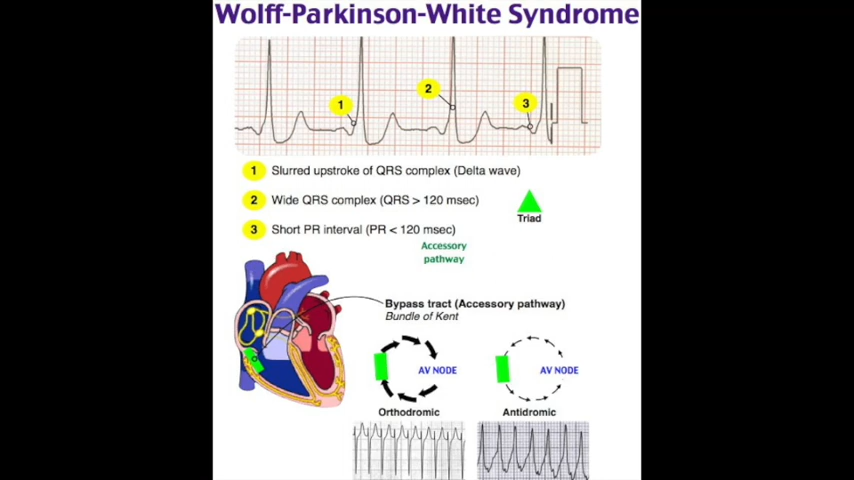 Wolff-Parkinson-White Syndrome
1
2
3
1 Slurred upstroke of QRS complex (Delta wave)
2 Wide QRS complex (QRS > 120 msec)
Triad
3 Short PR interval (PR < 120 msec)
Accessory
pathway
Bypass tract (Accessory pathway)
Bundle of Kent
AV NODE
AV NODE
Orthodromic
Antidromic